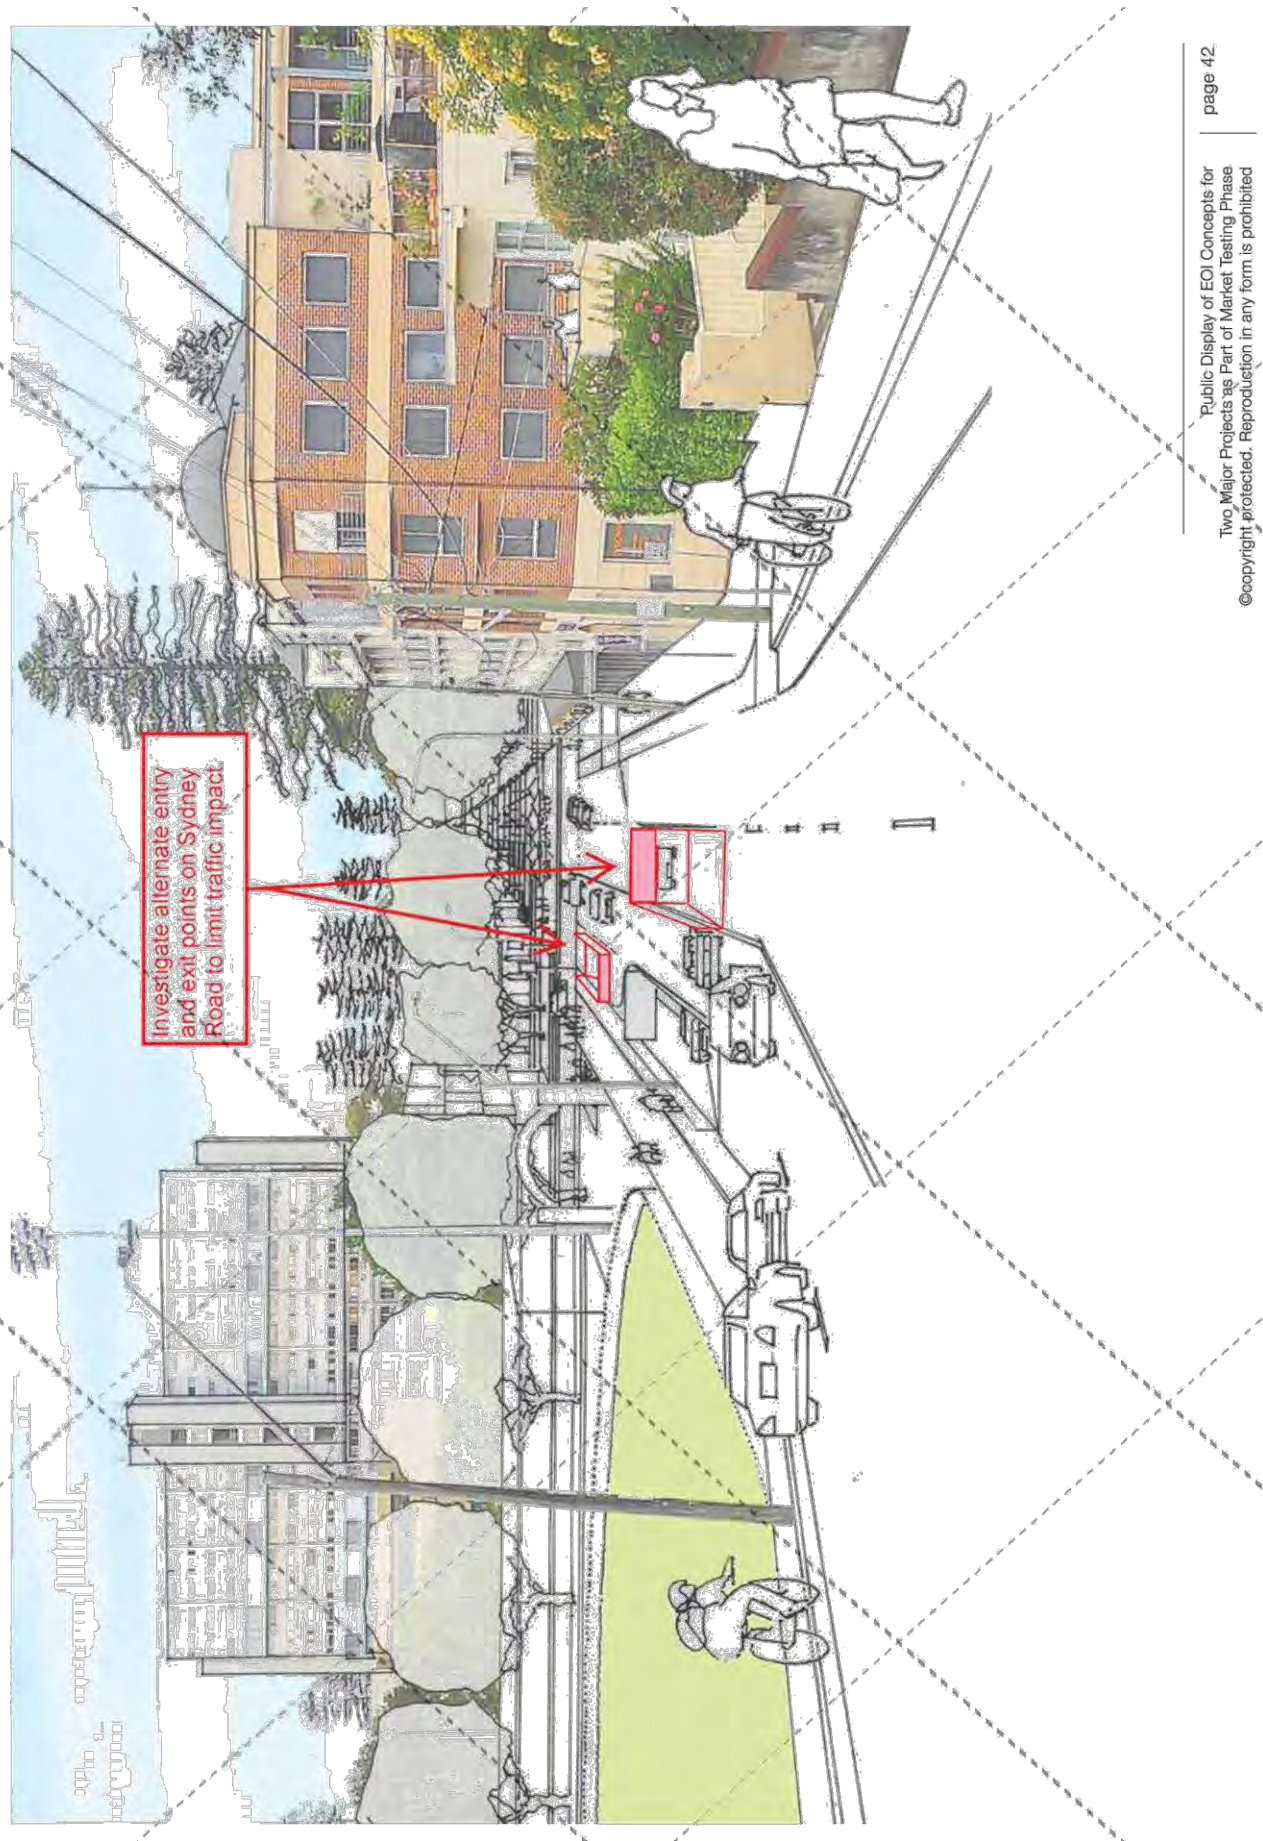 Investigate alternate entry
and exit points on Sydney
Road to limit traffic impact.
Public Display of EOI Concepts for
Two Major Projects as Part of Market Testing Phase
©copyright protected. Reproduction in any form is prohibited
page 42.